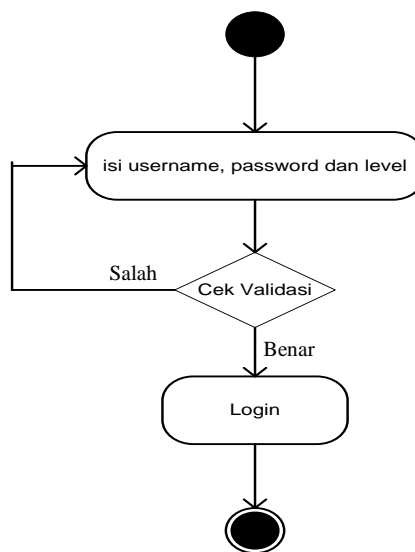 isi username, password dan level
Salah
Cek Validasi
Benar
Login